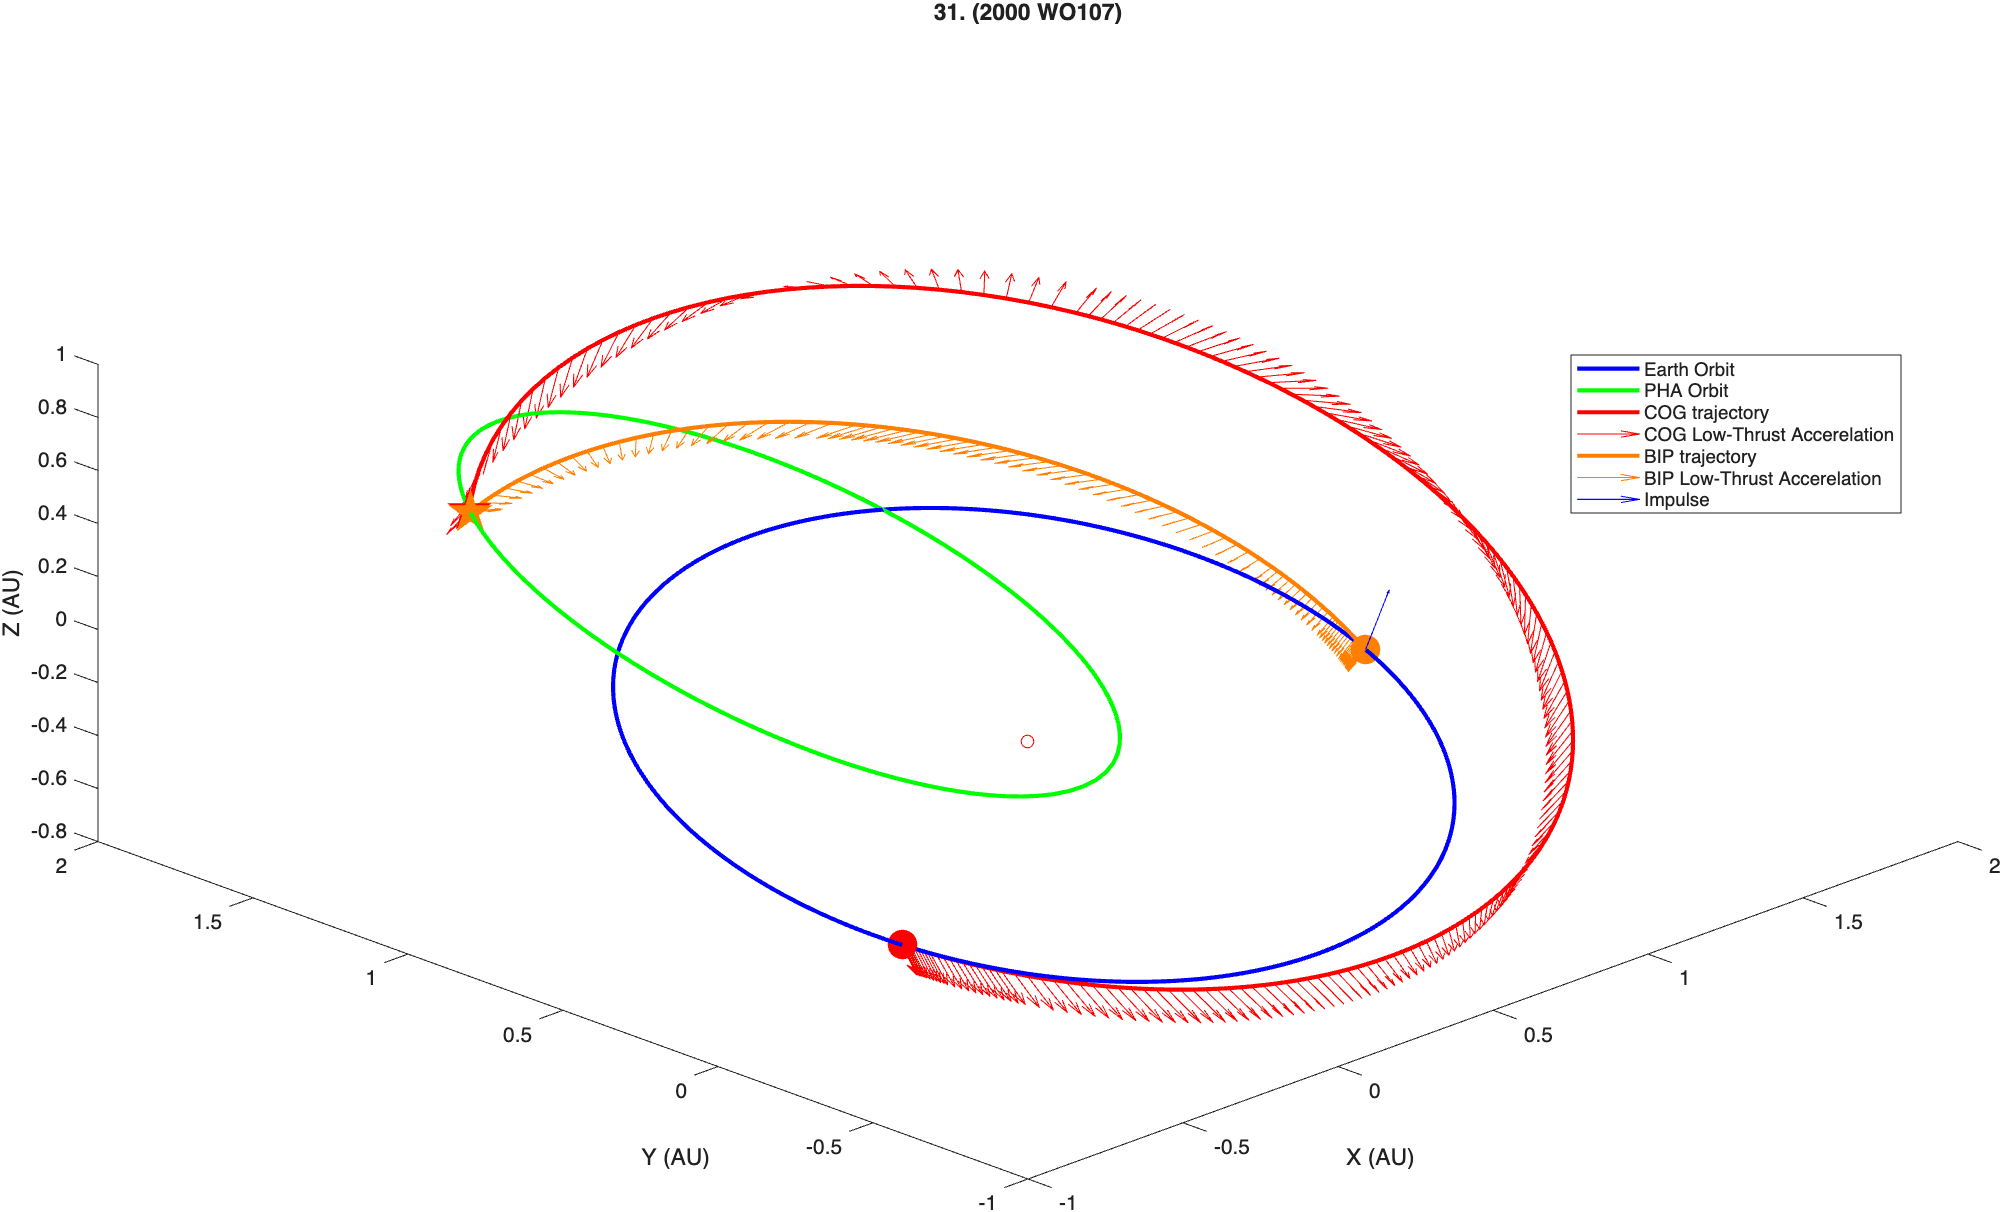 31. (2000 WO107)
Earth Orbit
PHA Orbit
COG trajectory
COG Low-Thrust Accerelation
BIP trajectory
BIP Low-Thrust Accerelation
Impulse
Z (AU)
1
0.8
0.6
0.4
0.2
0
-0.2
-0.4
-0.6
-0.8
2
1.5
1
0.5
0
-0.5
-1
Y (AU)
-1
-0.5
0
0.5
1
1.5
2
X (AU)